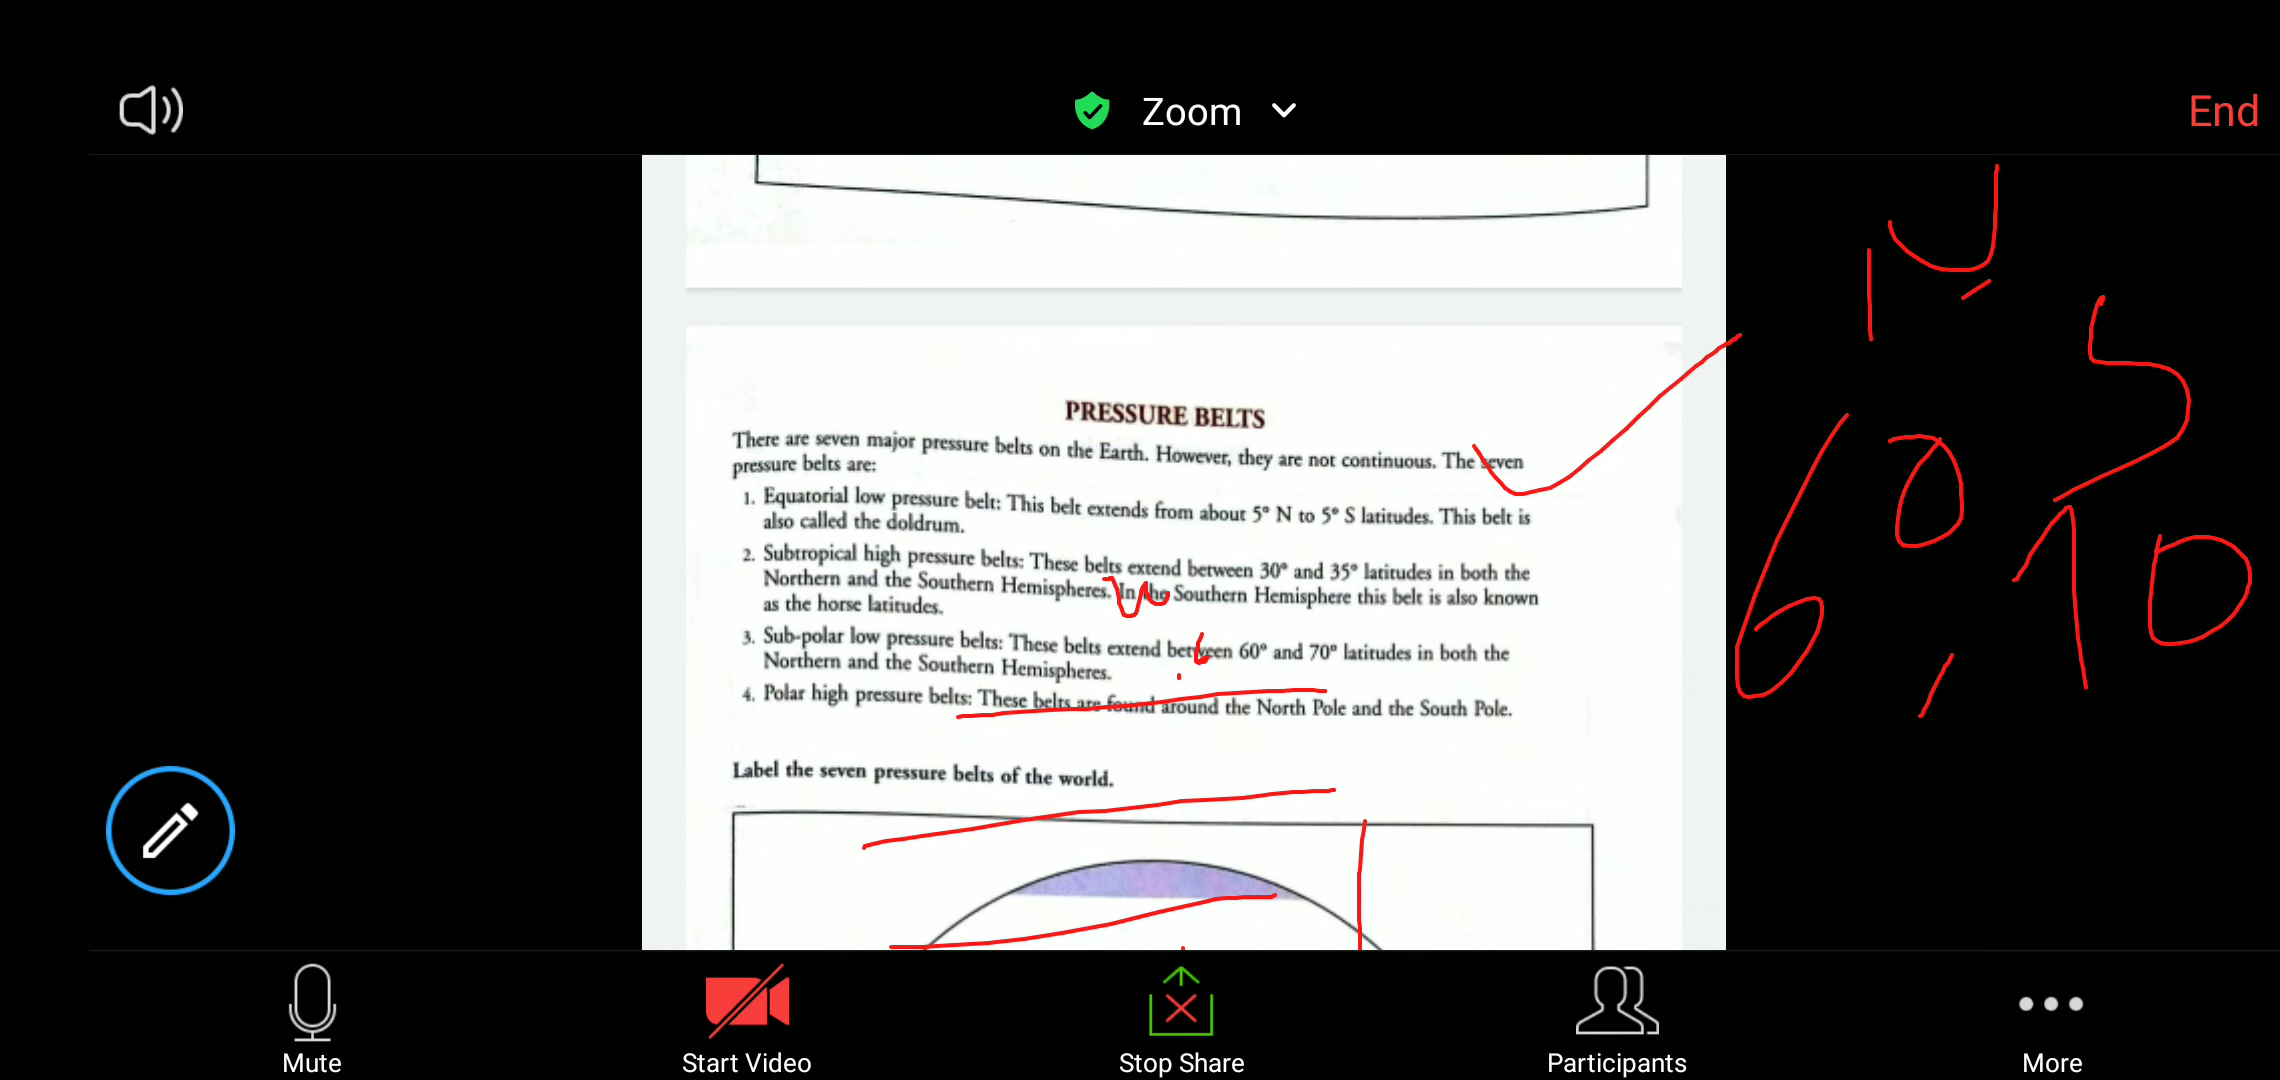 Zoom
End
PRESSURE BELTS
There are seven major pressure belts on the Earth. However, they are not continuous. The seven
pressure belts are:
1. Equatorial low pressure belt: This belt extends from about 5° N to 5° S latitudes. This belt is
also called the doldrum.
2. Subtropical high pressure belts: These belts extend between 30° and 35° latitudes in both the
Northern and the Southern Hemispheres. In the Southern Hemisphere this belt is also known
as the horse latitudes.
3. Sub-polar low pressure belts: These belts extend between 60° and 70° latitudes in both the
Northern and the Southern Hemispheres.
4. Polar high pressure belts: These belts are found around the North Pole and the South Pole.
Label the seven pressure belts of the world.
60, 70
Mute
Start Video
Stop Share
Participants
More